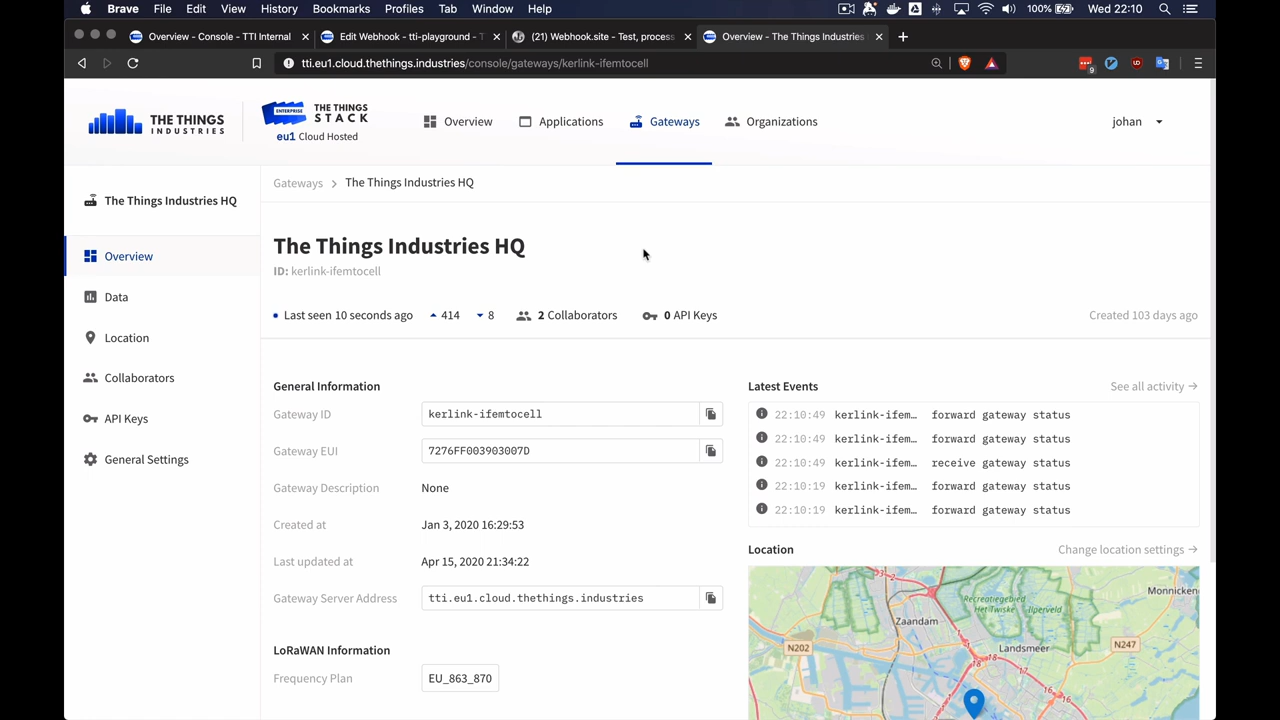 Brave File Edit View History Bookmarks Profiles Tab Window Help 100% Wed 22:10
Overview - Console - TTI Internal
Edit Webhook - tti-playground - T
(21) Webhook.site - Test, process
Overview - The Things Industries
tti.eu1.cloud.thethings.industries/console/gateways/kerlink-ifemtocell
9
THE THINGS
INDUSTRIES
ENTERPRISE
THE THINGS
STACK
eu1 Cloud Hosted
Overview Applications Gateways Organizations johan
The Things Industries HQ
Overview
Data
Location
Collaborators
API Keys
General Settings
Gateways > The Things Industries HQ
The Things Industries HQ
ID: kerlink-ifemtocell
Last seen 10 seconds ago 414 8 2 Collaborators 0 API Keys Created 103 days ago
General Information
Gateway ID kerlink-ifemtocell
Gateway EUI 7276FF003903007D
Gateway Description None
Created at Jan 3, 2020 16:29:53
Last updated at Apr 15, 2020 21:34:22
Gateway Server Address tti.eu1.cloud.thethings.industries
LoRaWAN Information
Frequency Plan EU_863_870
Latest Events See all activity →
22:10:49 kerlink-ifem… forward gateway status
22:10:49 kerlink-ifem… forward gateway status
22:10:49 kerlink-ifem… receive gateway status
22:10:19 kerlink-ifem… forward gateway status
22:10:19 kerlink-ifem… forward gateway status
Location Change location settings →
Monnicken
Recreatiegebied
Het Twiske
Ilperveld
Zaandam
N202
Landsmeer
N247
18
18
16
16